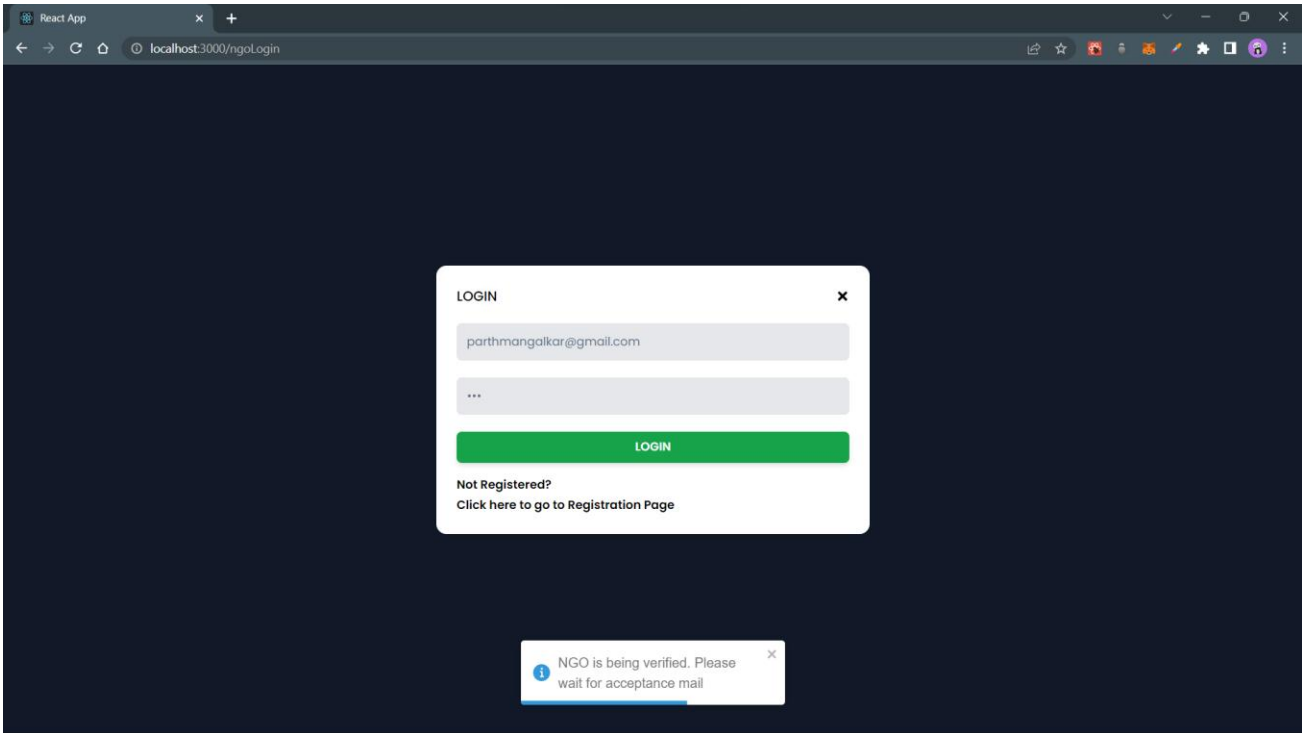 React App
localhost:3000/ngoLogin
LOGIN
parthmangalkar@gmail.com
•••
LOGIN
Not Registered?
Click here to go to Registration Page
NGO is being verified. Please
wait for acceptance mail